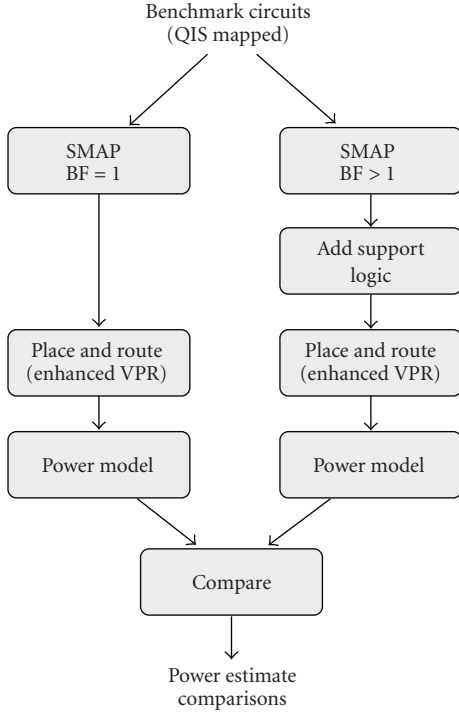 Benchmark circuits
(QIS mapped)
SMAP
BF = 1
SMAP
BF > 1
Add support
logic
Place and route
(enhanced VPR)
Place and route
(enhanced VPR)
Power model
Power model
Compare
Power estimate
comparisons